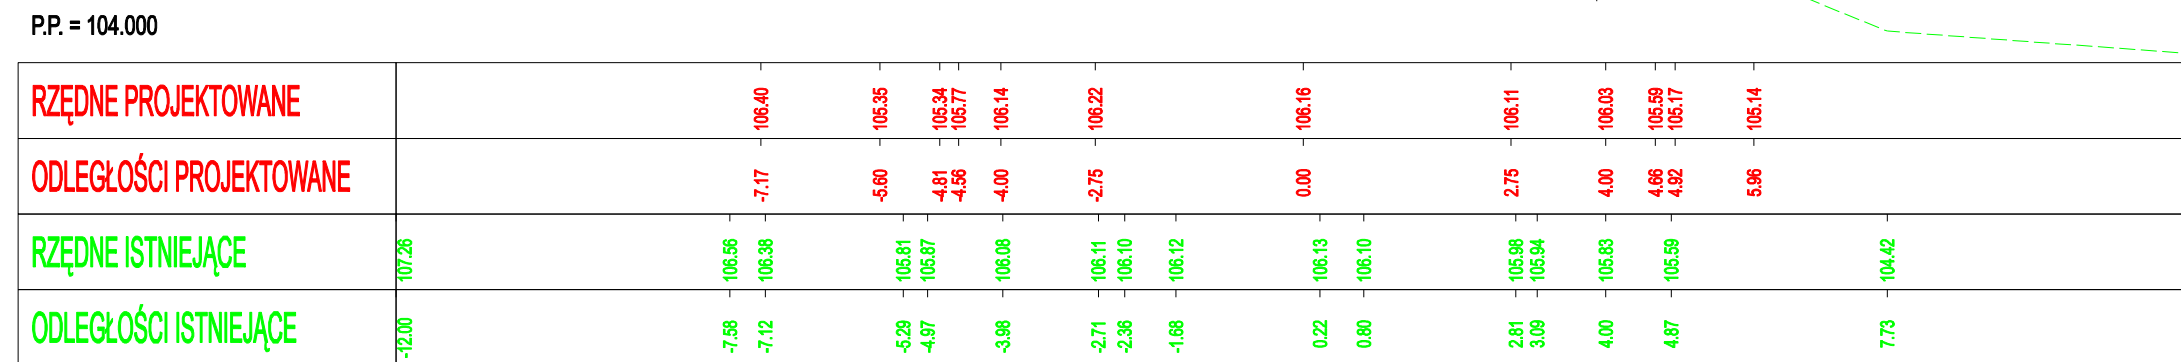 P.P. = 104.000
RZĘDNE PROJEKTOWANE 106.40 105.35 105.34 105.77 106.14 106.22 106.16 106.11 106.03 105.59 105.17 105.14
ODLEGŁOŚCI PROJEKTOWANE -7.17 -5.60 -4.81 -4.56 -4.00 -2.75 0.00 2.75 4.00 4.66 4.92 5.96
RZĘDNE ISTNIEJĄCE 107.26 106.56 106.38 105.81 105.87 106.08 106.11 106.10 106.12 106.13 106.10 105.98 105.94 105.83 105.59 104.42
ODLEGŁOŚCI ISTNIEJĄCE -12.00 -7.58 -7.12 -5.29 -4.97 -3.98 -2.71 -2.36 -1.68 0.22 0.80 2.81 3.09 4.00 4.87 7.73